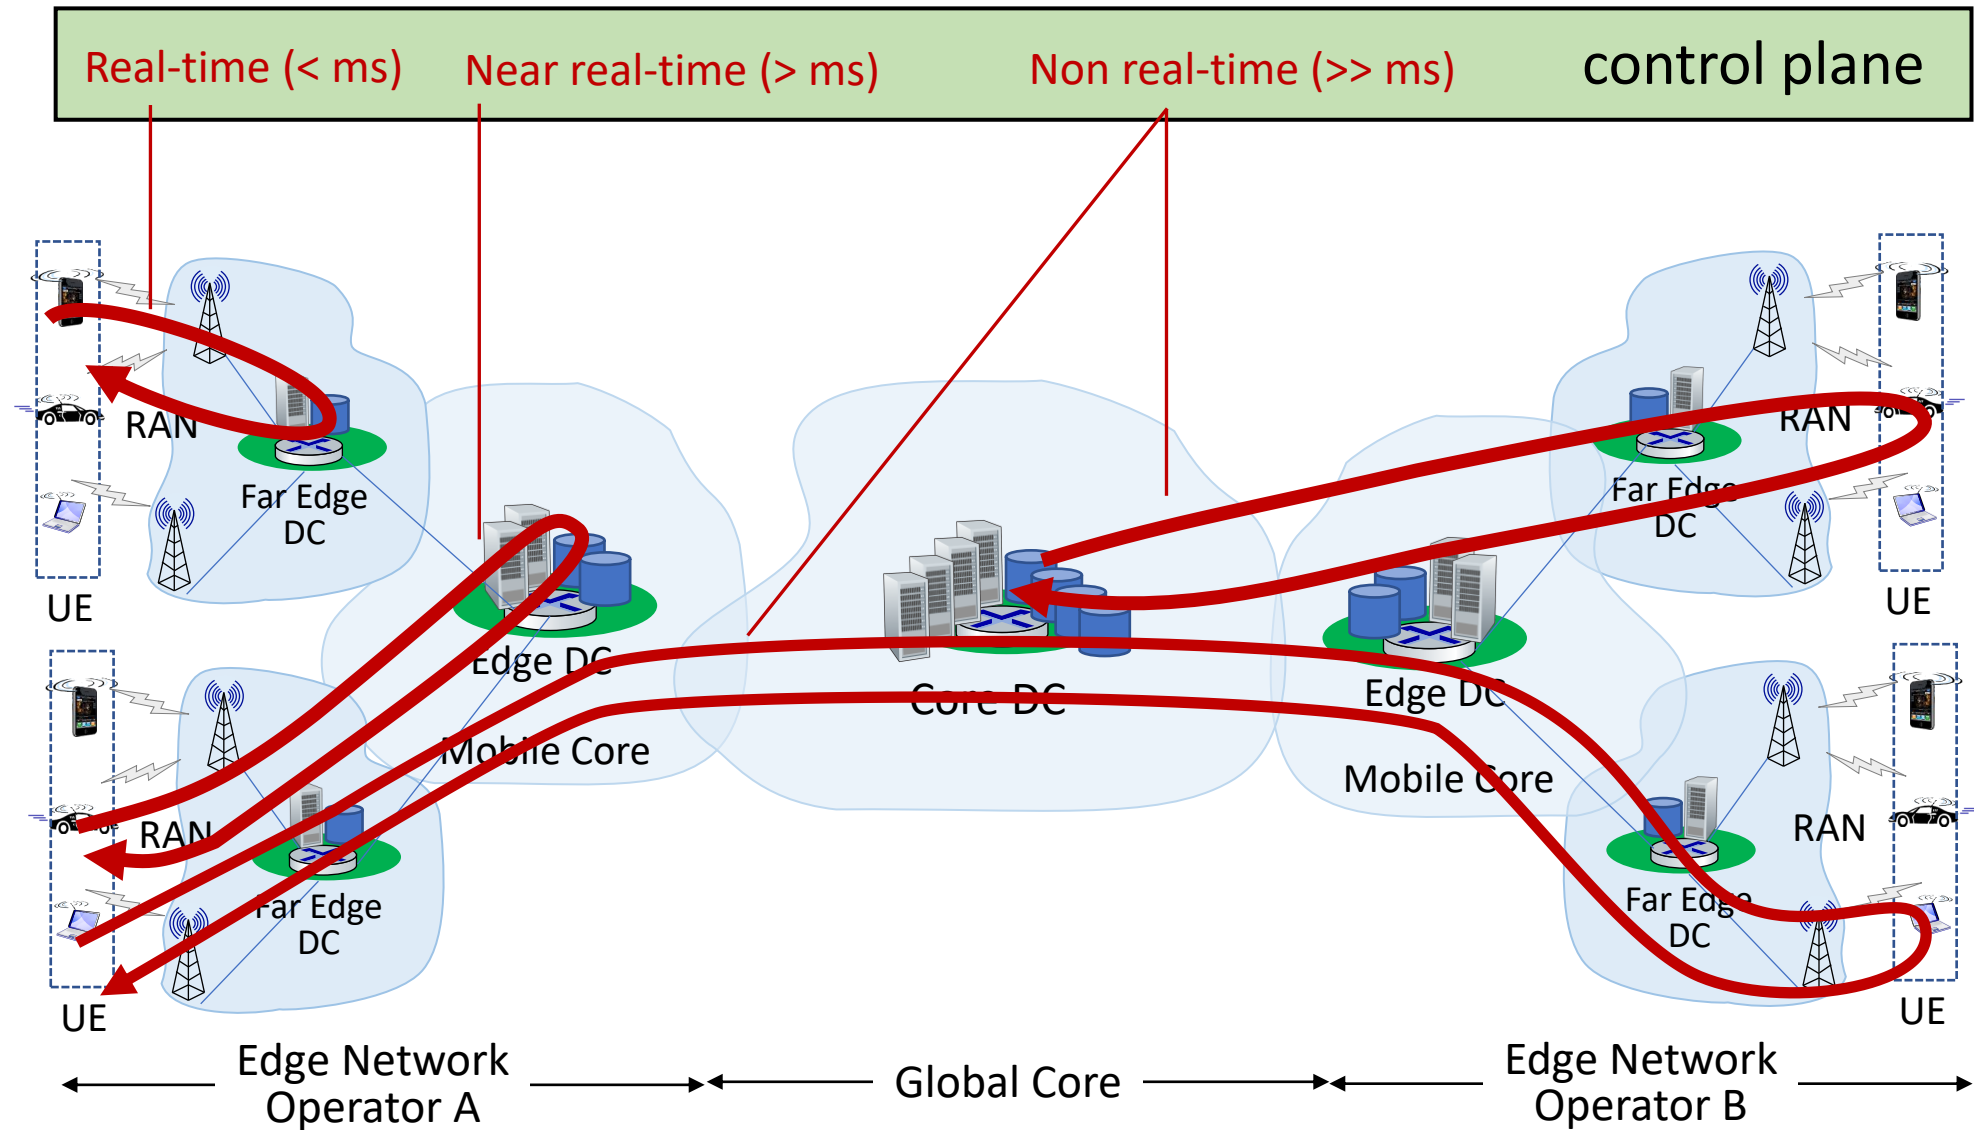 Real-time (< ms)
Near real-time (> ms)
Non real-time (>> ms)
control plane
RAN
Far Edge
DC
UE
Edge DC
Mobile Core
RAN
Far Edge
DC
UE
Core DC
RAN
Far Edge
DC
UE
Edge DC
Mobile Core
RAN
Far Edge
DC
UE
Edge Network
Operator A
Global Core
Edge Network
Operator B